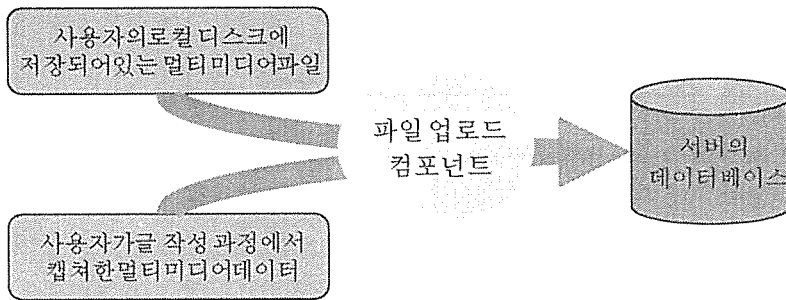 사용자의로컬 디스크에
저장되어있는 멀티미디어파일
파일 업로드
컴포넌트
서버의
데이터베이스
사용자가글 작성 과정에서
캡쳐한멀티미디어데이터